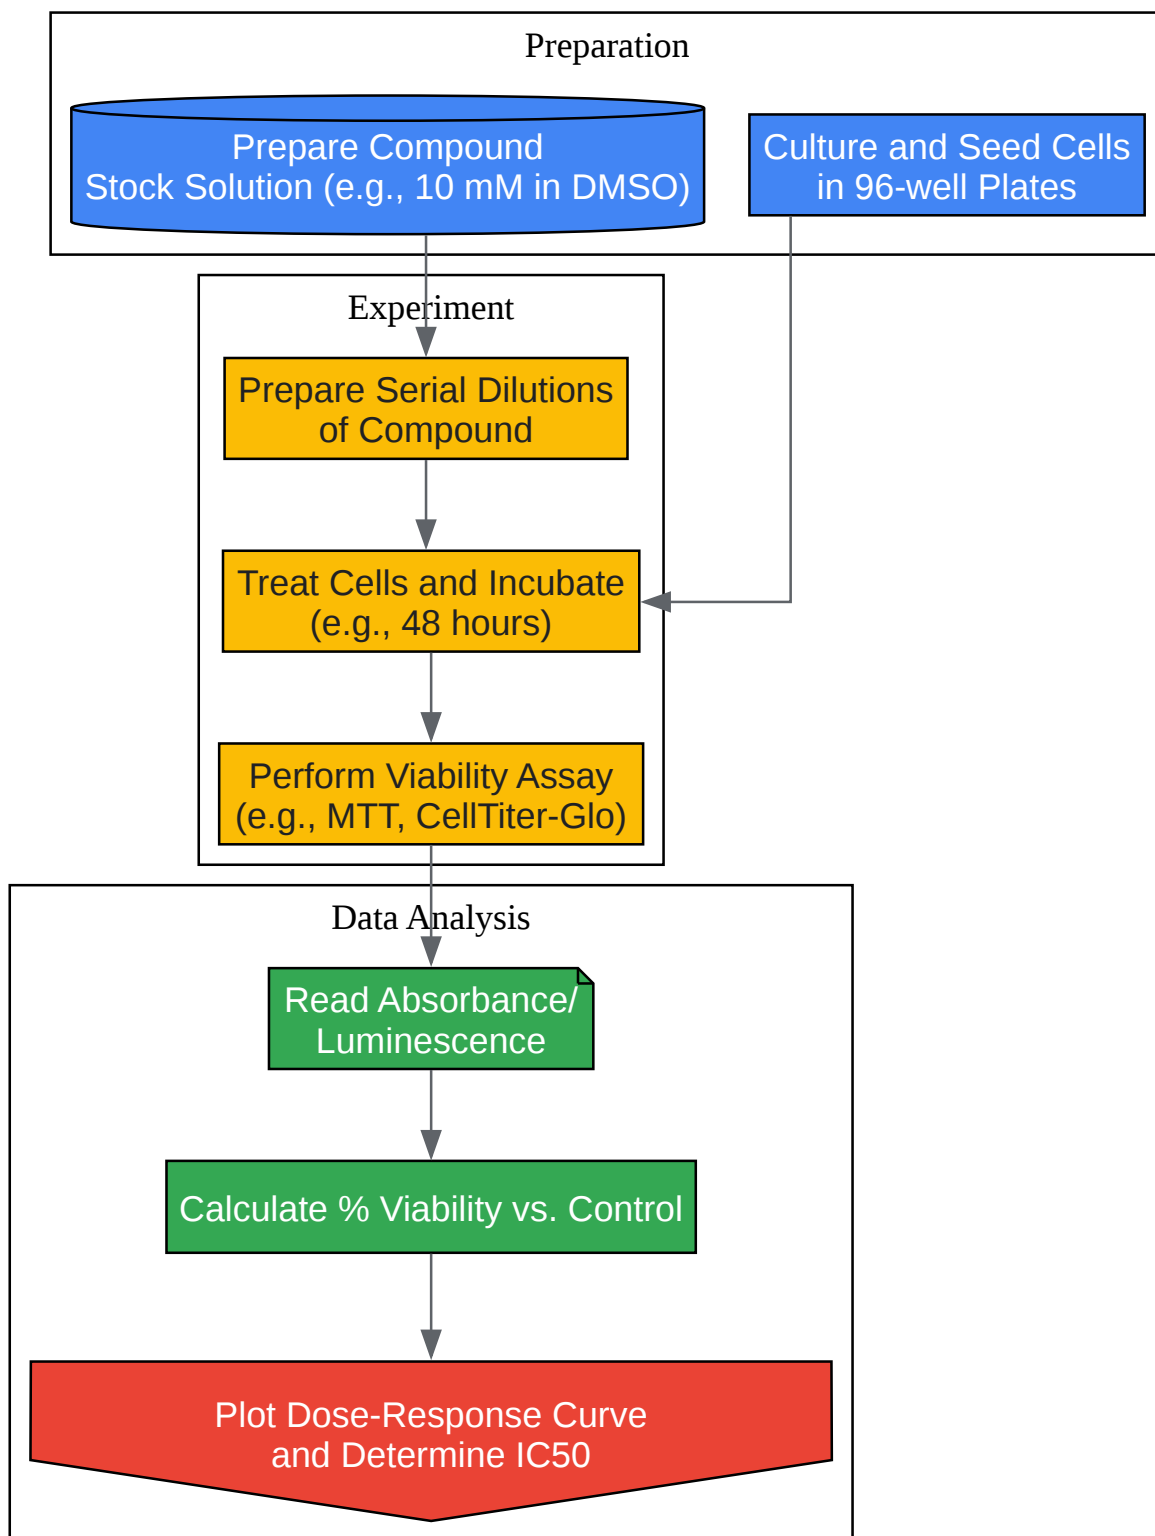 Preparation
Prepare Compound
Stock Solution (e.g., 10 mM in DMSO)
Culture and Seed Cells
in 96-well Plates
Experiment
Prepare Serial Dilutions
of Compound
Treat Cells and Incubate
(e.g., 48 hours)
Perform Viability Assay
(e.g., MTT, CellTiter-Glo)
Data Analysis
Read Absorbance/
Luminescence
Calculate % Viability vs. Control
Plot Dose-Response Curve
and Determine IC50